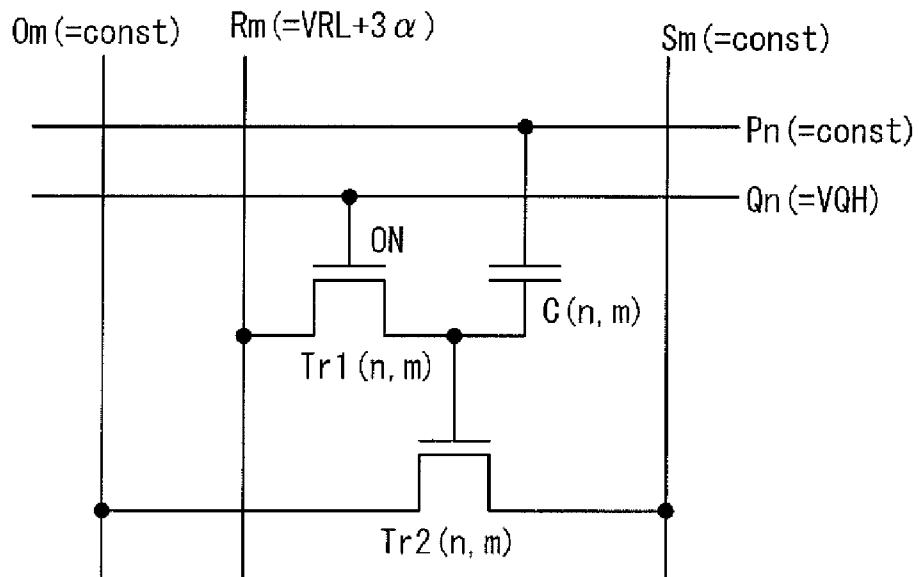 Om(=const)
Rm(=VRL+3α)
Sm(=const)
Pn(=const)
Qn(=VQH)
ON
C(n,m)
Tr1(n,m)
Tr2(n,m)